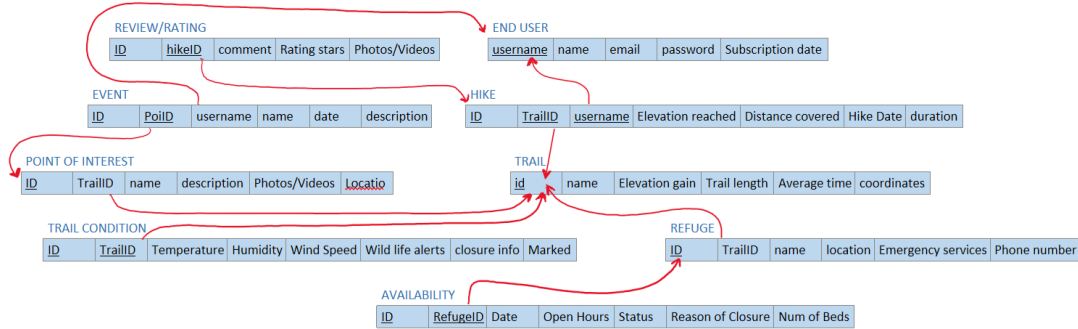 REVIEW/RATING END USER
ID hikeID comment Rating stars Photos/Videos username name email password Subscription date
EVENT HIKE
ID PoiID username name date description ID TrailID username Elevation reached Distance covered Hike Date duration
POINT OF INTEREST TRAIL
ID TrailID name description Photos/Videos Locatio id name Elevation gain Trail length Average time coordinates
TRAIL CONDITION REFUGE
ID TrailID Temperature Humidity Wind Speed Wild life alerts closure info Marked ID TrailID name location Emergency services Phone number
AVAILABILITY
ID RefugeID Date Open Hours Status Reason of Closure Num of Beds